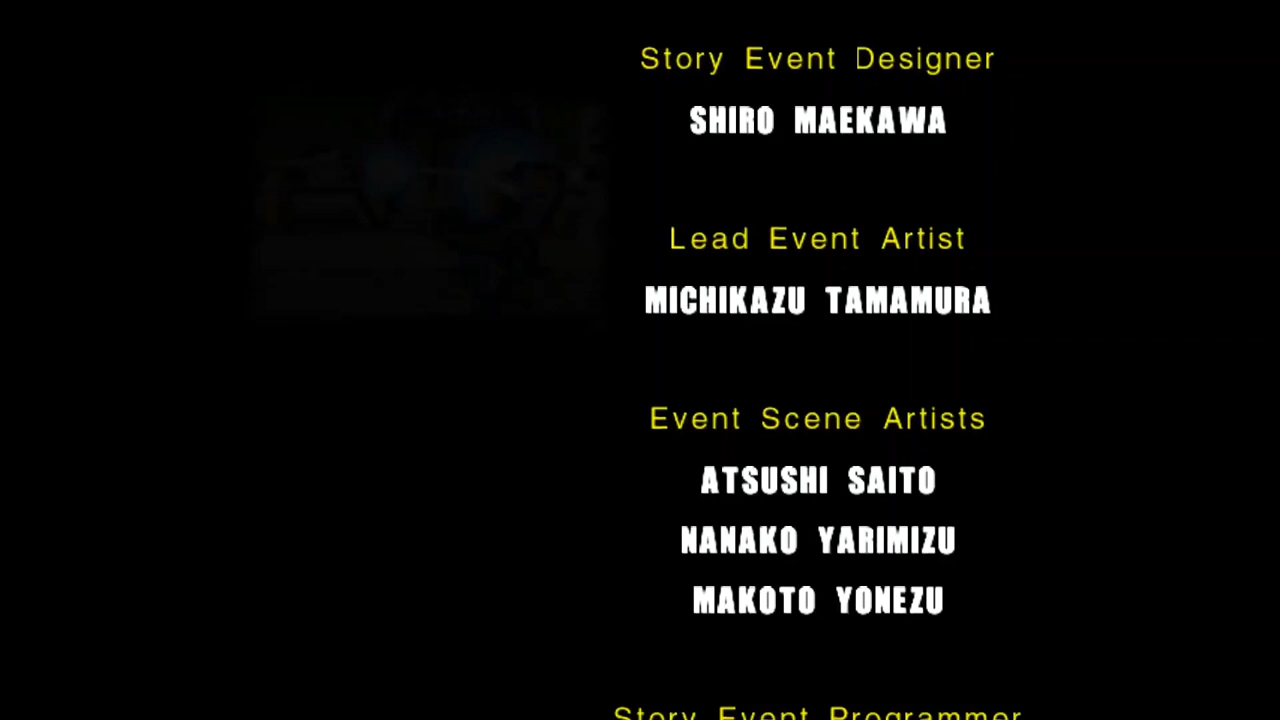 Story Event Designer
SHIRO MAEKAWA
Lead Event Artist
MICHIKAZU TAMAMURA
Event Scene Artists
ATSUSHI SAITO
NANAKO YARIMIZU
MAKOTO YONEZU
Story Event Programmer